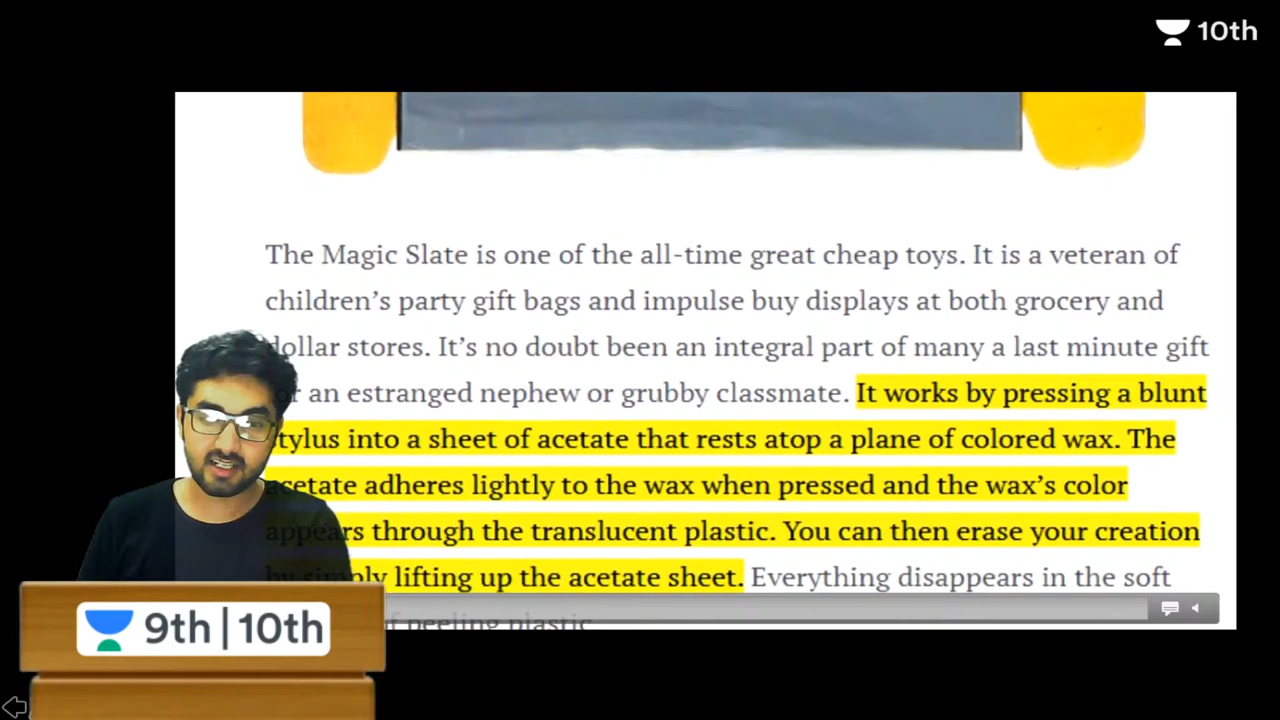 10th
The Magic Slate is one of the all-time great cheap toys. It is a veteran of
children's party gift bags and impulse buy displays at both grocery and
dollar stores. It's no doubt been an integral part of many a last minute gift
an estranged nephew or grubby classmate. It works by pressing a blunt
stylus into a sheet of acetate that rests atop a plane of colored wax. The
acetate adheres lightly to the wax when pressed and the wax's color
appears through the translucent plastic. You can then erase your creation
by simply lifting up the acetate sheet. Everything disappears in the soft
of peeling plastic
9th|10th